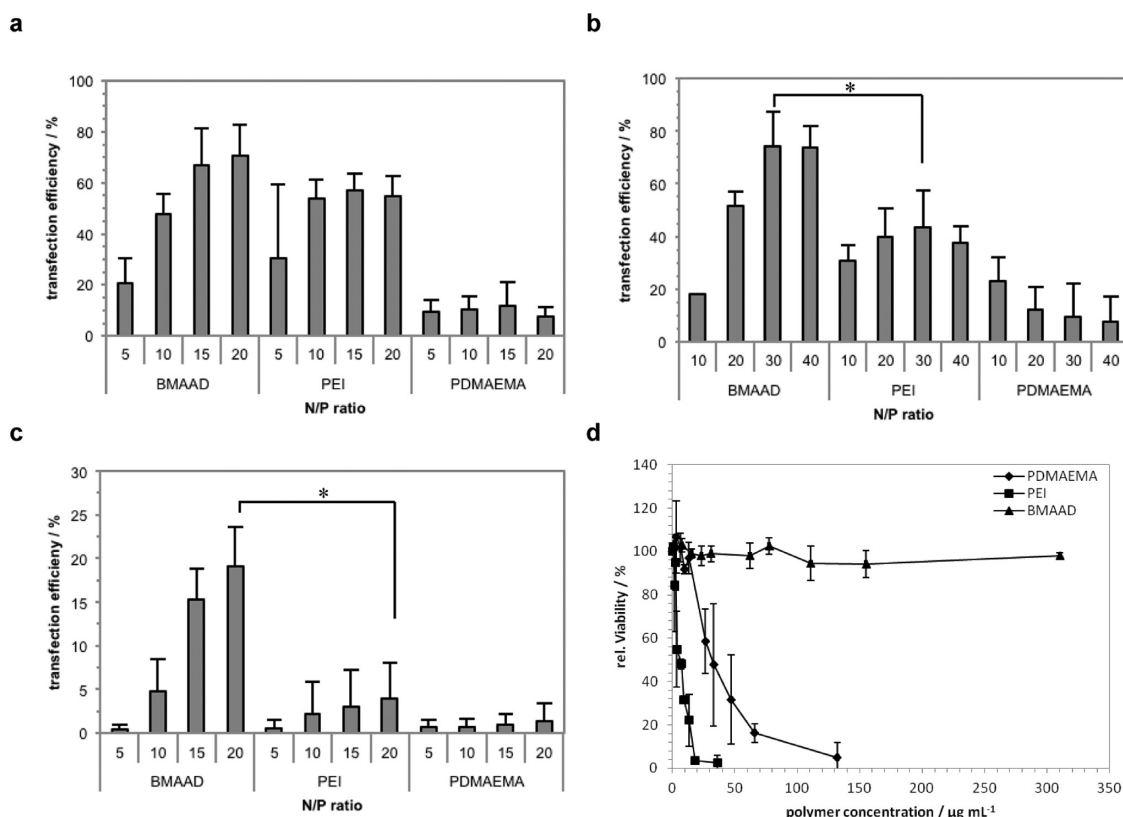 a
transfection efficiency / %
100
80
60
40
20
0
5 10 15 20 5 10 15 20 5 10 15 20
BMAAD PEI PDMAEMA
N/P ratio
b
transfection efficiency / %
100
80
60
40
20
0
*
10 20 30 40 10 20 30 40 10 20 30 40
BMAAD PEI PDMAEMA
N/P ratio
c
transfection efficieny / %
30
25
20
15
10
5
0
*
5 10 15 20 5 10 15 20 5 10 15 20
BMAAD PEI PDMAEMA
N/P ratio
d
rel. Viability / %
140
120
100
80
60
40
20
0
PDMAEMA
PEI
BMAAD
0 50 100 150 200 250 300 350
polymer concentration / µg mL⁻¹